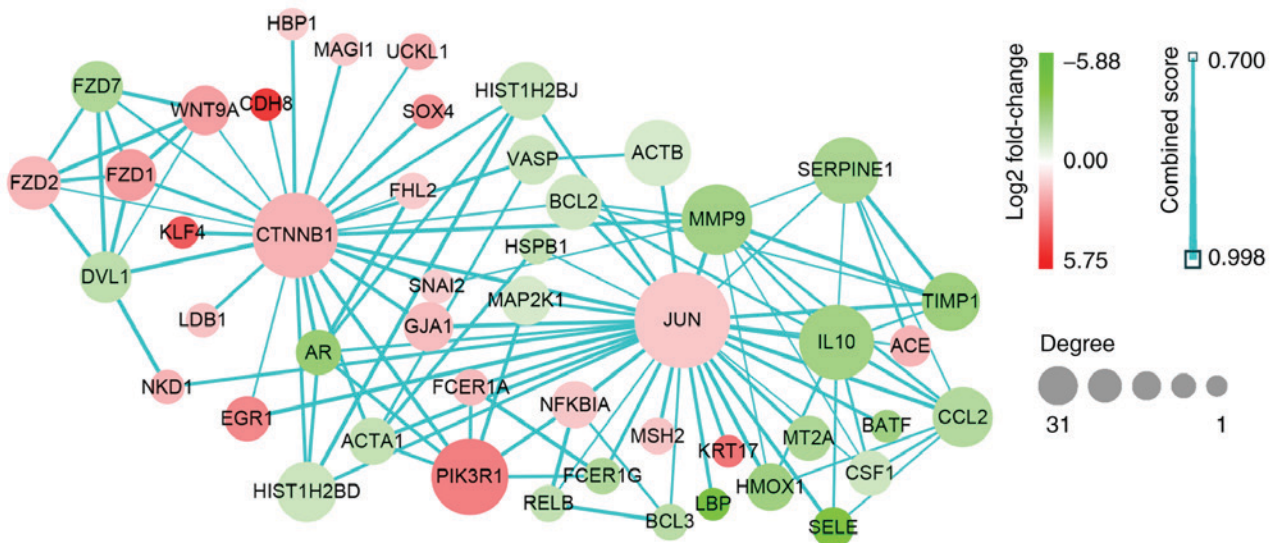 HBP1
MAGI1
UCKL1
FZD7
WNT9A
CDH8
SOX4
HIST1H2BJ
VASP
ACTB
SERPINE1
FZD2
FZD1
FHL2
BCL2
MMP9
KLF4
CTNNB1
HSPB1
DVL1
SNAI2
MAP2K1
TIMP1
LDB1
GJA1
JUN
IL10
ACE
AR
NKD1
FCER1A
EGR1
NFKBIA
MSH2
KRT17
MT2A
BATF
CCL2
ACTA1
PIK3R1
FCER1G
HMOX1
CSF1
HIST1H2BD
RELB
BCL3
LBP
SELE
Log2 fold-change
−5.88
0.00
5.75
Combined score
0.700
0.998
Degree
31 1